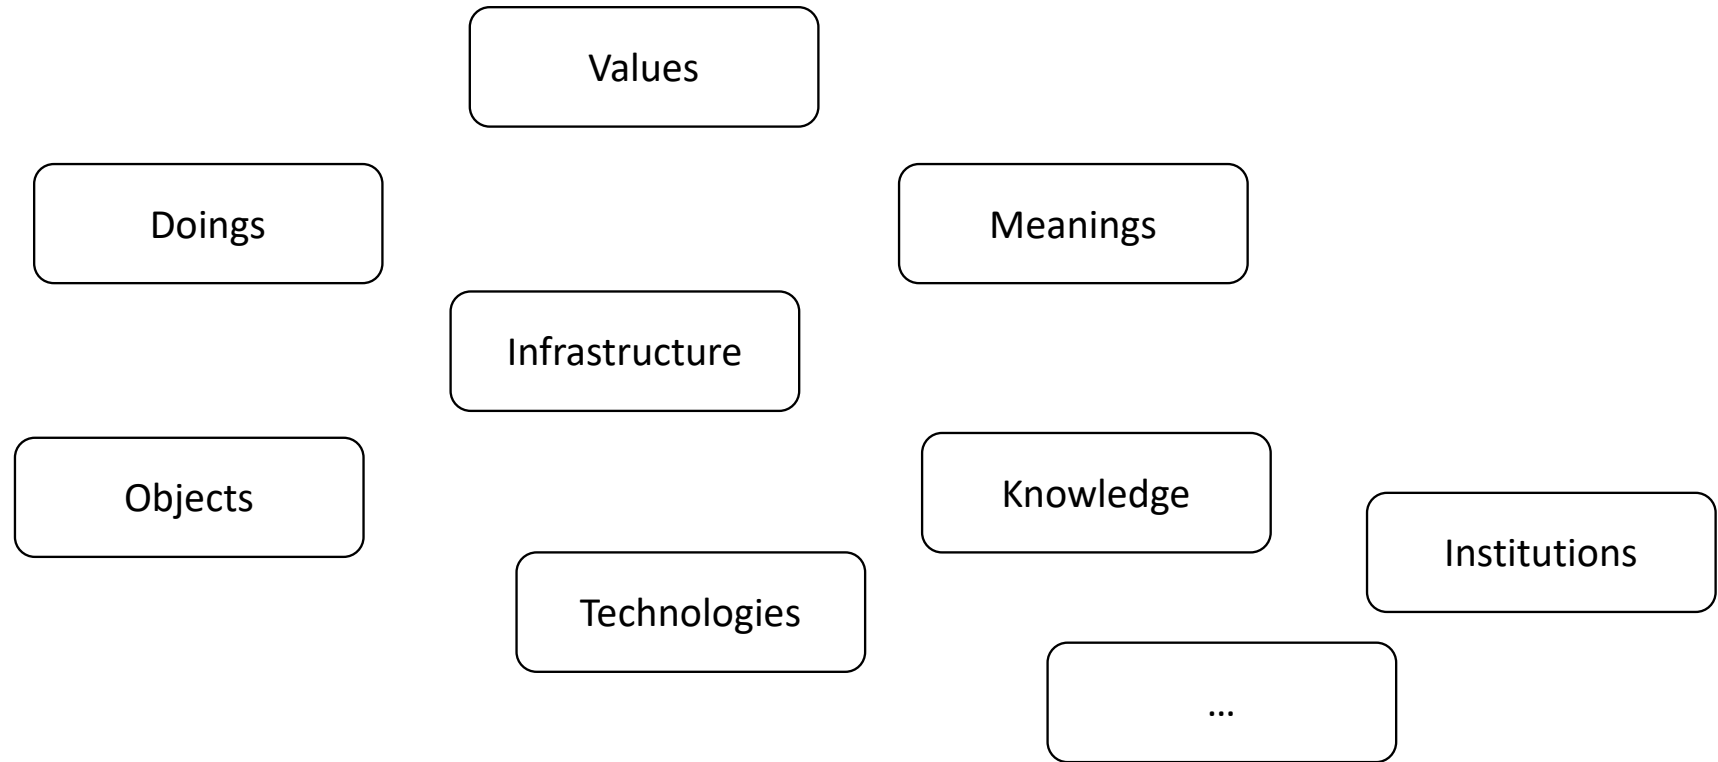 Values
Doings
Meanings
Infrastructure
Objects
Knowledge
Institutions
Technologies
...